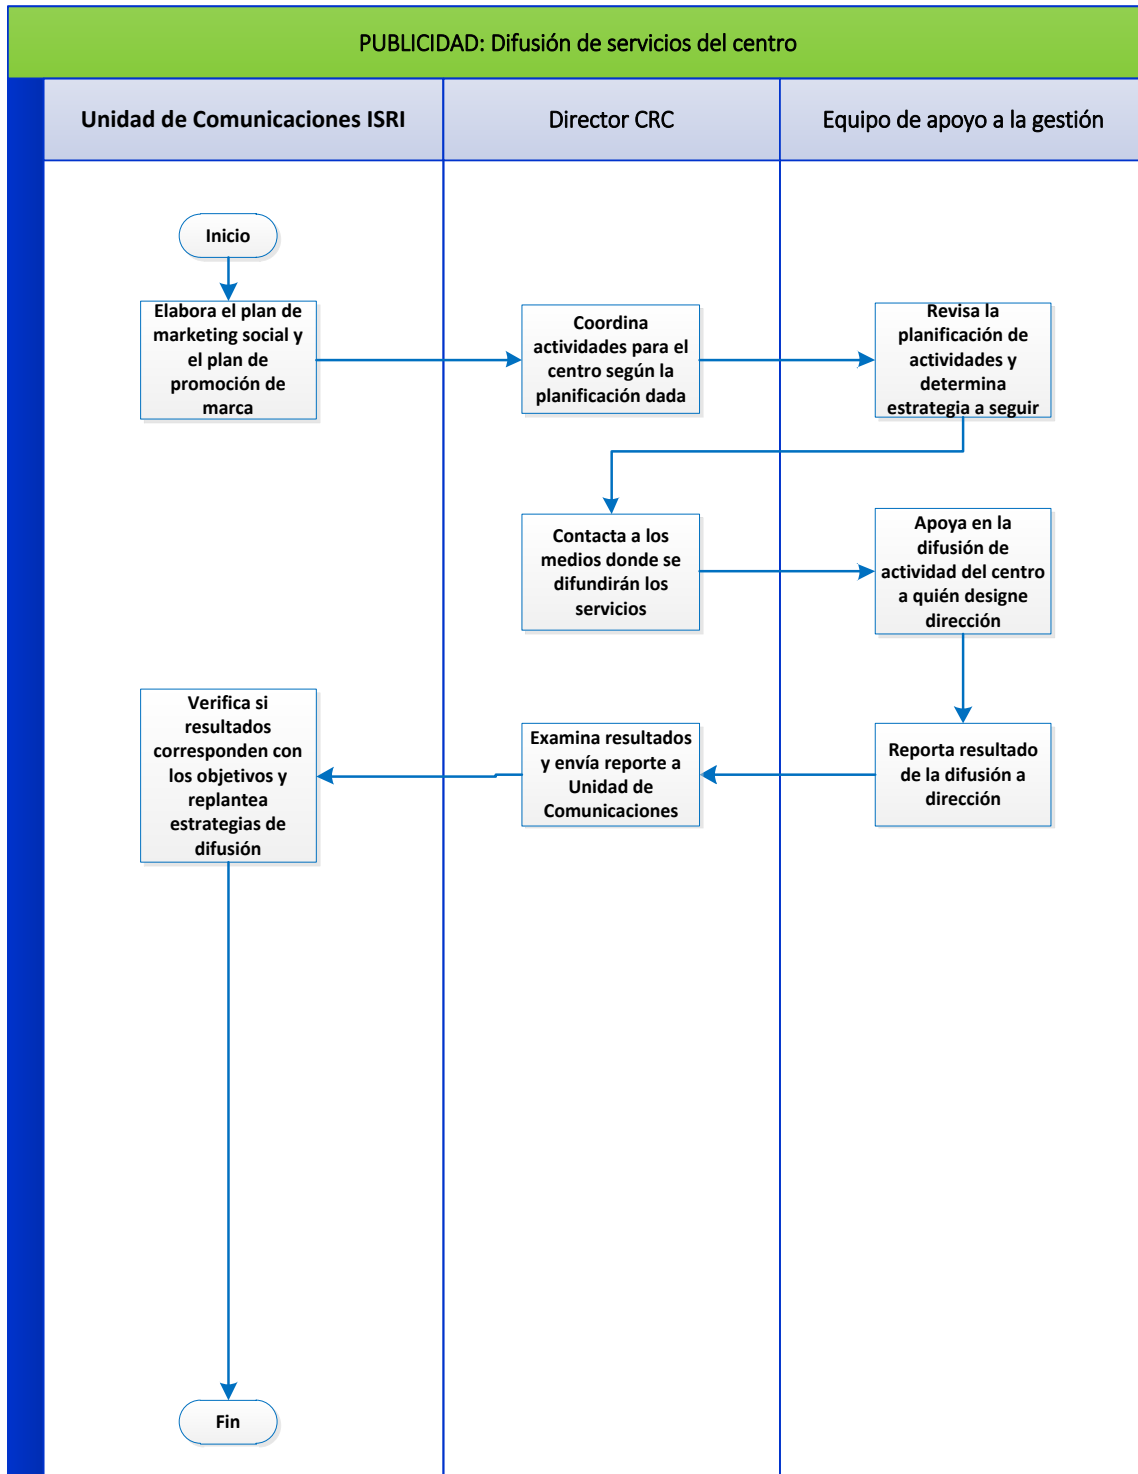 PUBLICIDAD: Difusión de servicios del centro
Unidad de Comunicaciones ISRI
Director CRC
Equipo de apoyo a la gestión
Inicio
Elabora el plan de
marketing social y
el plan de
promoción de
marca
Coordina
actividades para el
centro según la
planificación dada
Revisa la
planificación de
actividades y
determina
estrategia a seguir
Contacta a los
medios donde se
difundirán los
servicios
Apoya en la
difusión de
actividad del centro
a quién designe
dirección
Reporta resultado
de la difusión a
dirección
Examina resultados
y envía reporte a
Unidad de
Comunicaciones
Verifica si
resultados
corresponden con
los objetivos y
replantea
estrategias de
difusión
Fin